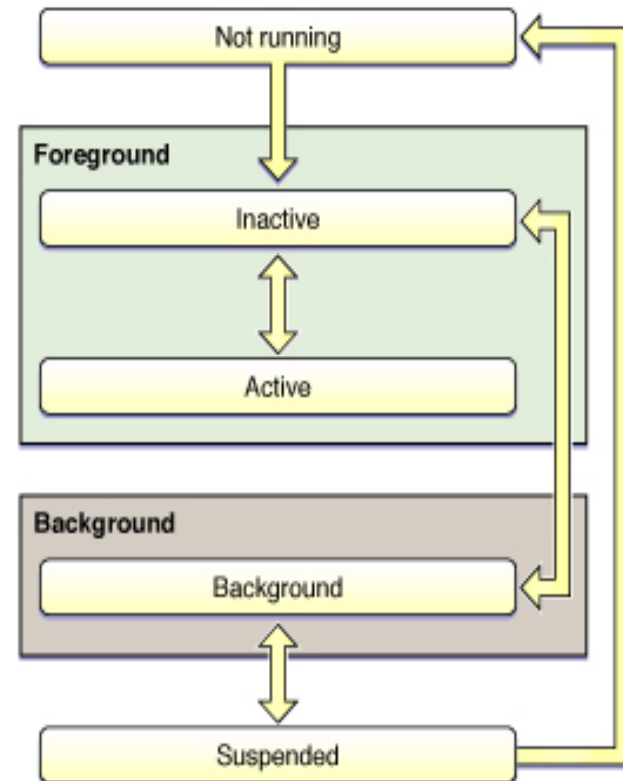 Not running
Foreground
Inactive
Active
Background
Background
Suspended